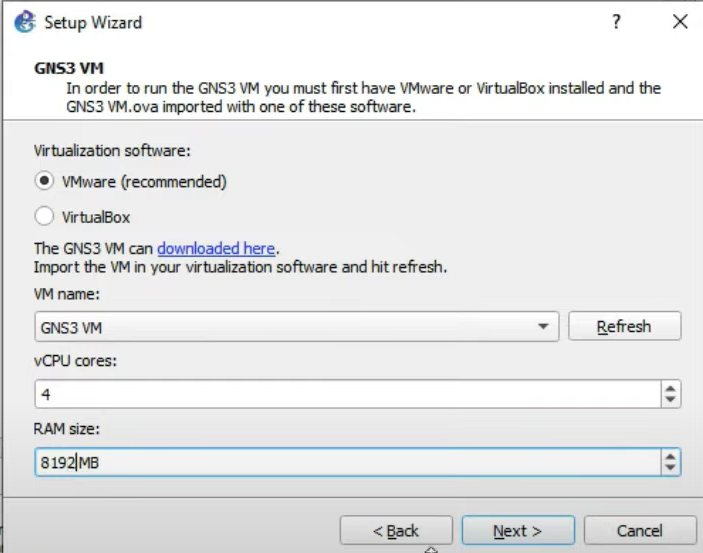 Setup Wizard
?
GNS3 VM
In order to run the GNS3 VM you must first have VMware or VirtualBox installed and the
GNS3 VM.ova imported with one of these software.
Virtualization software:
VMware (recommended)
VirtualBox
The GNS3 VM can downloaded here.
Import the VM in your virtualization software and hit refresh.
VM name:
GNS3 VM
Refresh
vCPU cores:
4
RAM size:
8192 MB
< Back
Next >
Cancel